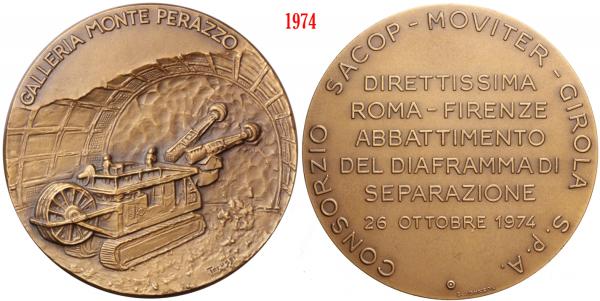 1974
GALLERIA MONTE PERAZZO
CONSORZIO SACOP - MOVITER - GIROLA S.P.A.
DIRETTISSIMA
ROMA - FIRENZE
ABBATTIMENTO
DEL DIAFRAMMA DI
SEPARAZIONE
26 OTTOBRE 1974